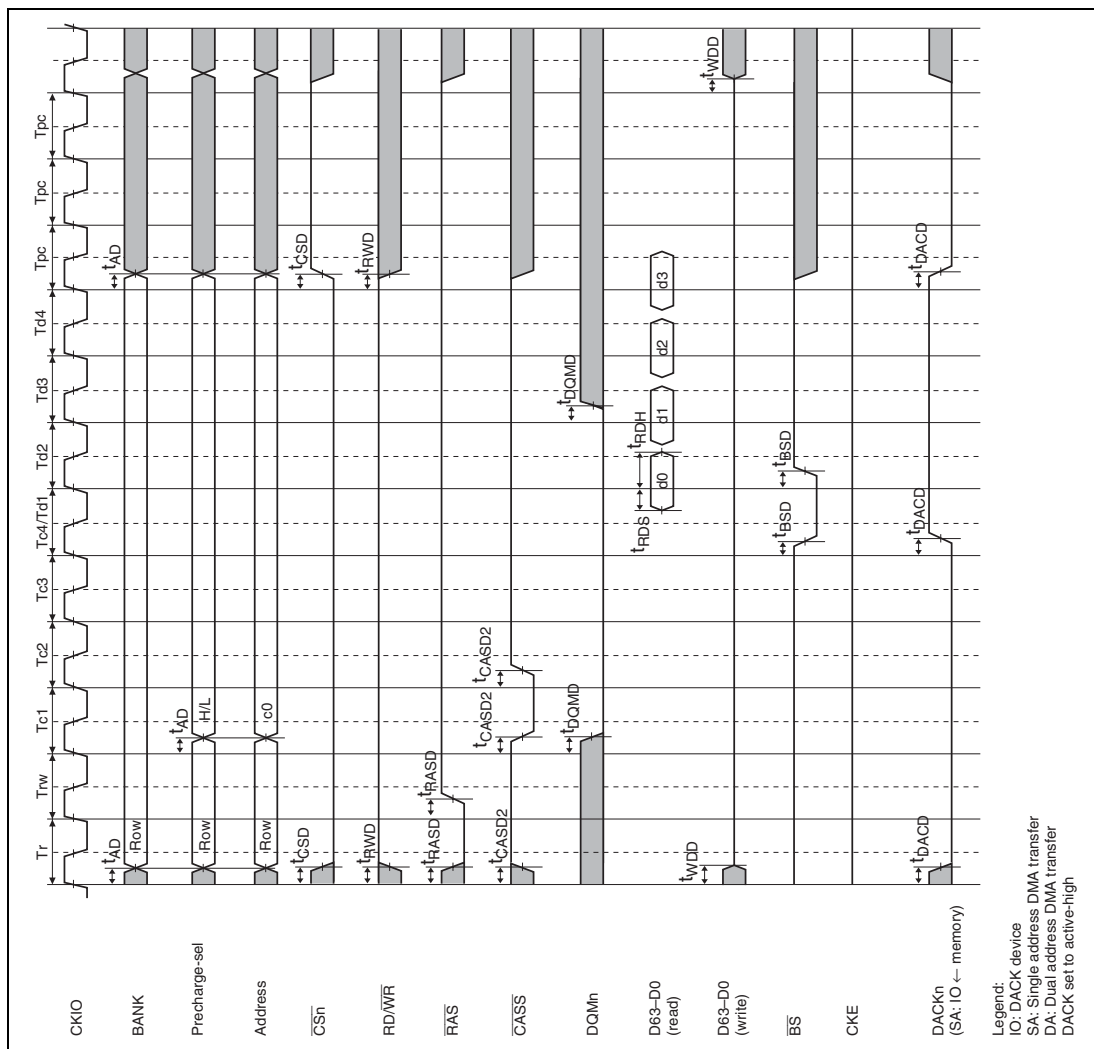 Tr Trw Tc1 Tc2 Tc3 Tc4/Td1 Td2 Td3 Td4 Tpc Tpc Tpc
CKIO
tAD tAD
BANK Row
tAD
Precharge-sel Row H/L
Address Row c0
tCSD tCSD
CSn
tRWD tRWD
RD/WR
tRASD tRASD
RAS
tCASD2 tCASD2 tCASD2
CASS
tDQMD tDQMD
DQMn
tRDS tRDH
D63–D0
(read) d0 d1 d2 d3
tWDD tWDD
D63–D0
(write)
tBSD tBSD
BS
CKE
tDACD tDACD tDACD
DACKn
(SA: IO ← memory)
Legend:
IO: DACK device
SA: Single address DMA transfer
DA: Dual address DMA transfer
DACK set to active-high